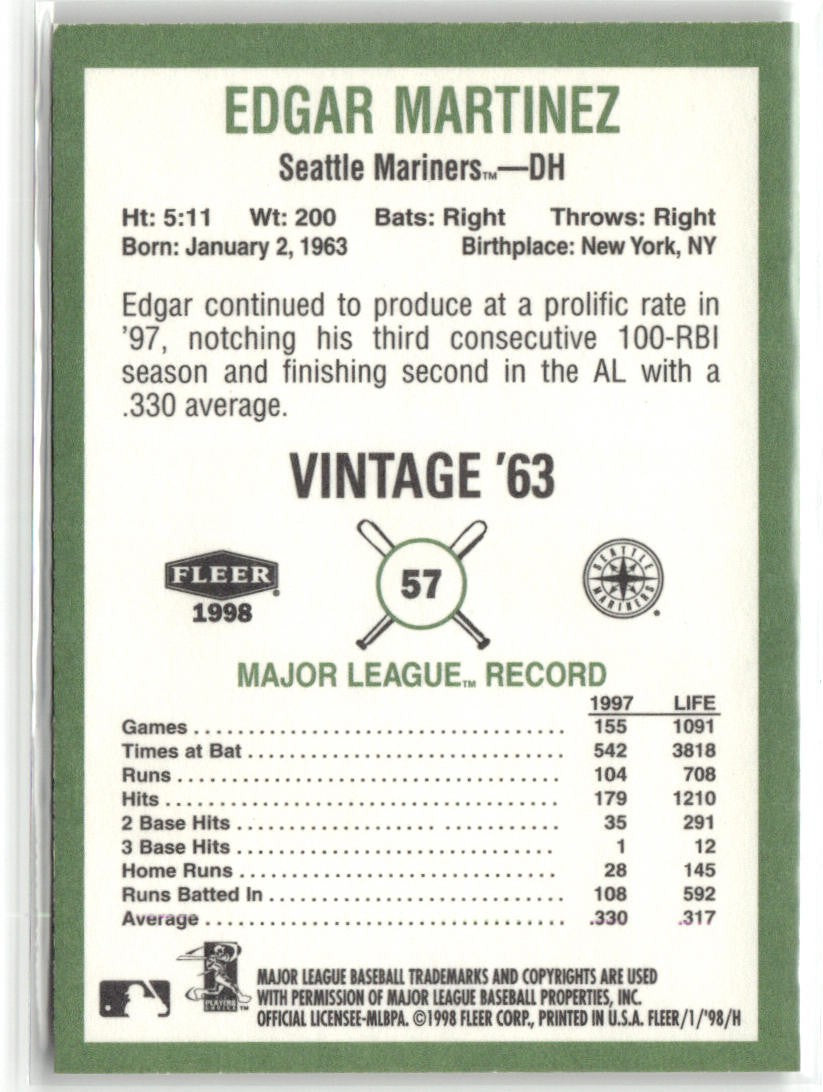 EDGAR MARTINEZ
Seattle Mariners™—DH
Ht: 5:11 Wt: 200 Bats: Right Throws: Right
Born: January 2, 1963 Birthplace: New York, NY
Edgar continued to produce at a prolific rate in
'97, notching his third consecutive 100-RBI
season and finishing second in the AL with a
.330 average.
VINTAGE '63
FLEER®
1998
57
SEATTLE
MARINERS®
MAJOR LEAGUE™ RECORD
1997 LIFE
Games 155 1091
Times at Bat 542 3818
Runs 104 708
Hits 179 1210
2 Base Hits 35 291
3 Base Hits 1 12
Home Runs 28 145
Runs Batted In 108 592
Average .330 .317
PLAYERS
CHOICE™
MAJOR LEAGUE BASEBALL TRADEMARKS AND COPYRIGHTS ARE USED
WITH PERMISSION OF MAJOR LEAGUE BASEBALL PROPERTIES, INC.
OFFICIAL LICENSEE-MLBPA. ©1998 FLEER CORP., PRINTED IN U.S.A. FLEER/1/'98/H